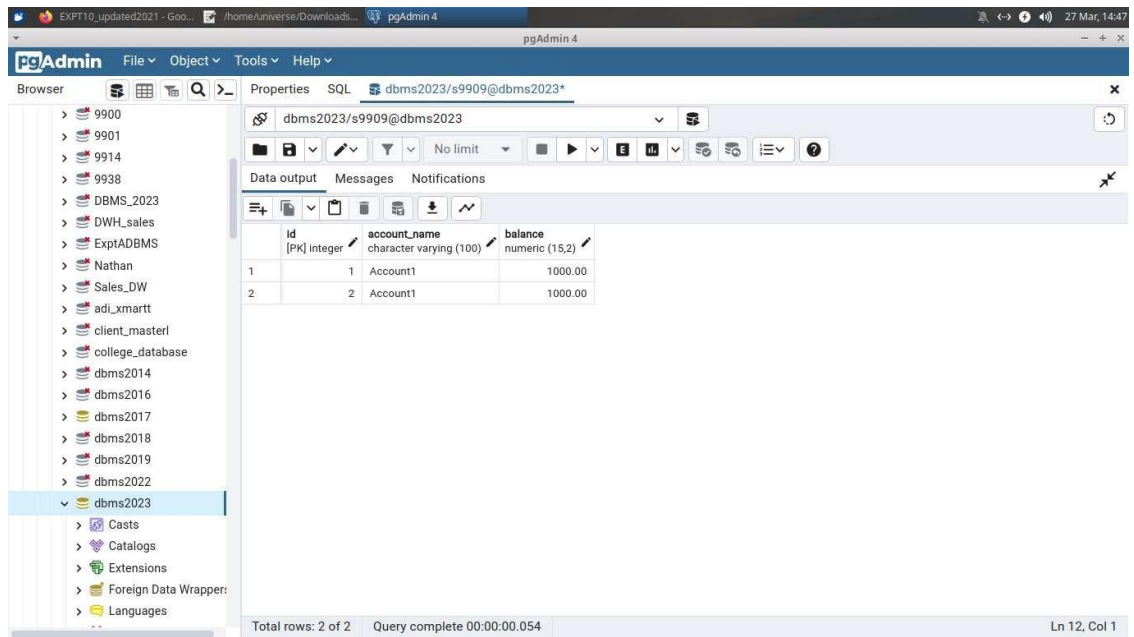 EXPT10_updated2021 - Goo... /home/universe/Downloads... pgAdmin 4 27 Mar, 14:47
pgAdmin 4
pgAdmin File Object Tools Help
Browser Properties SQL dbms2023/s9909@dbms2023*
dbms2023/s9909@dbms2023
No limit E
Data output Messages Notifications
id account_name balance
[PK] integer character varying (100) numeric (15,2)
1 1 Account1 1000.00
2 2 Account1 1000.00
9900
9901
9914
9938
DBMS_2023
DWH_sales
ExptADBMS
Nathan
Sales_DW
adi_xmartt
client_masterl
college_database
dbms2014
dbms2016
dbms2017
dbms2018
dbms2019
dbms2022
dbms2023
Casts
Catalogs
Extensions
Foreign Data Wrappers
Languages
Total rows: 2 of 2 Query complete 00:00:00.054 Ln 12, Col 1